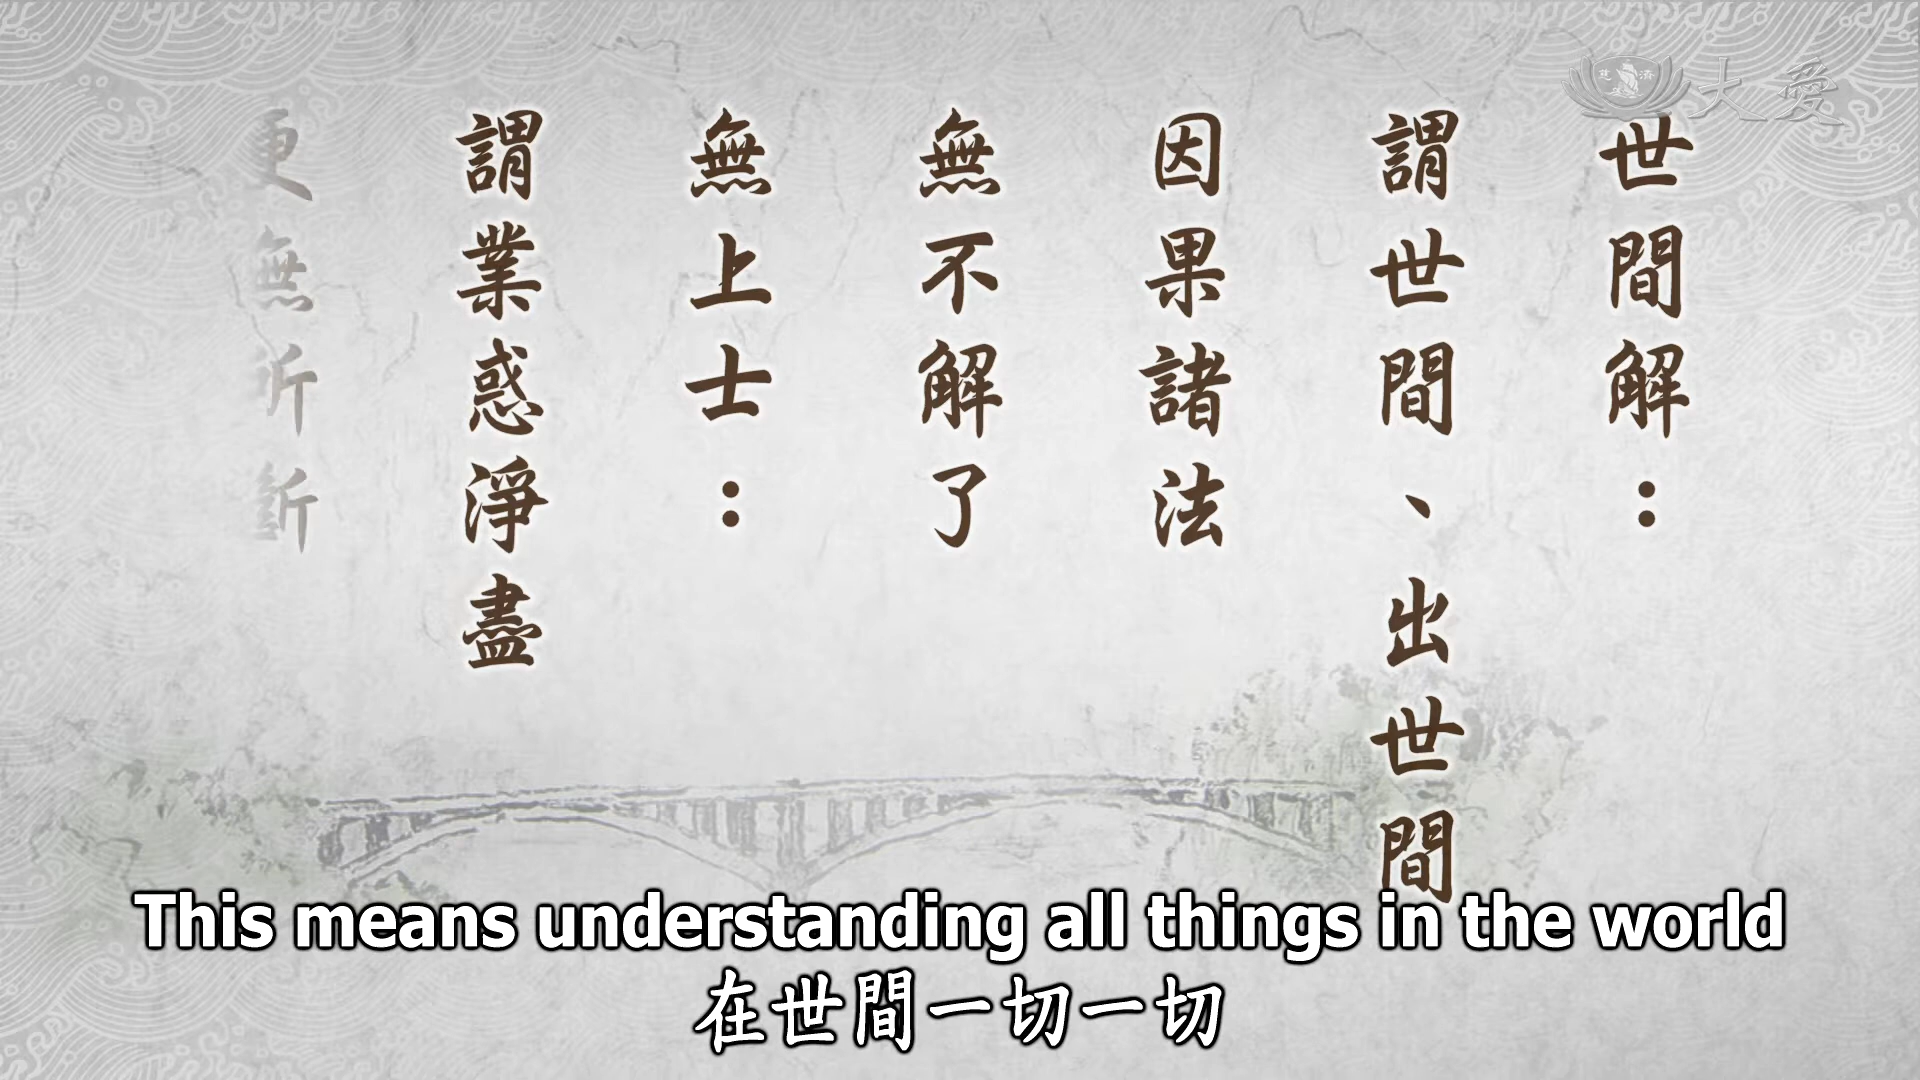 大愛
世間解：
謂世間、出世間
因果諸法
無不解了
無上士：
謂業惑淨盡
更無所斷
This means understanding all things in the world
在世間一切一切